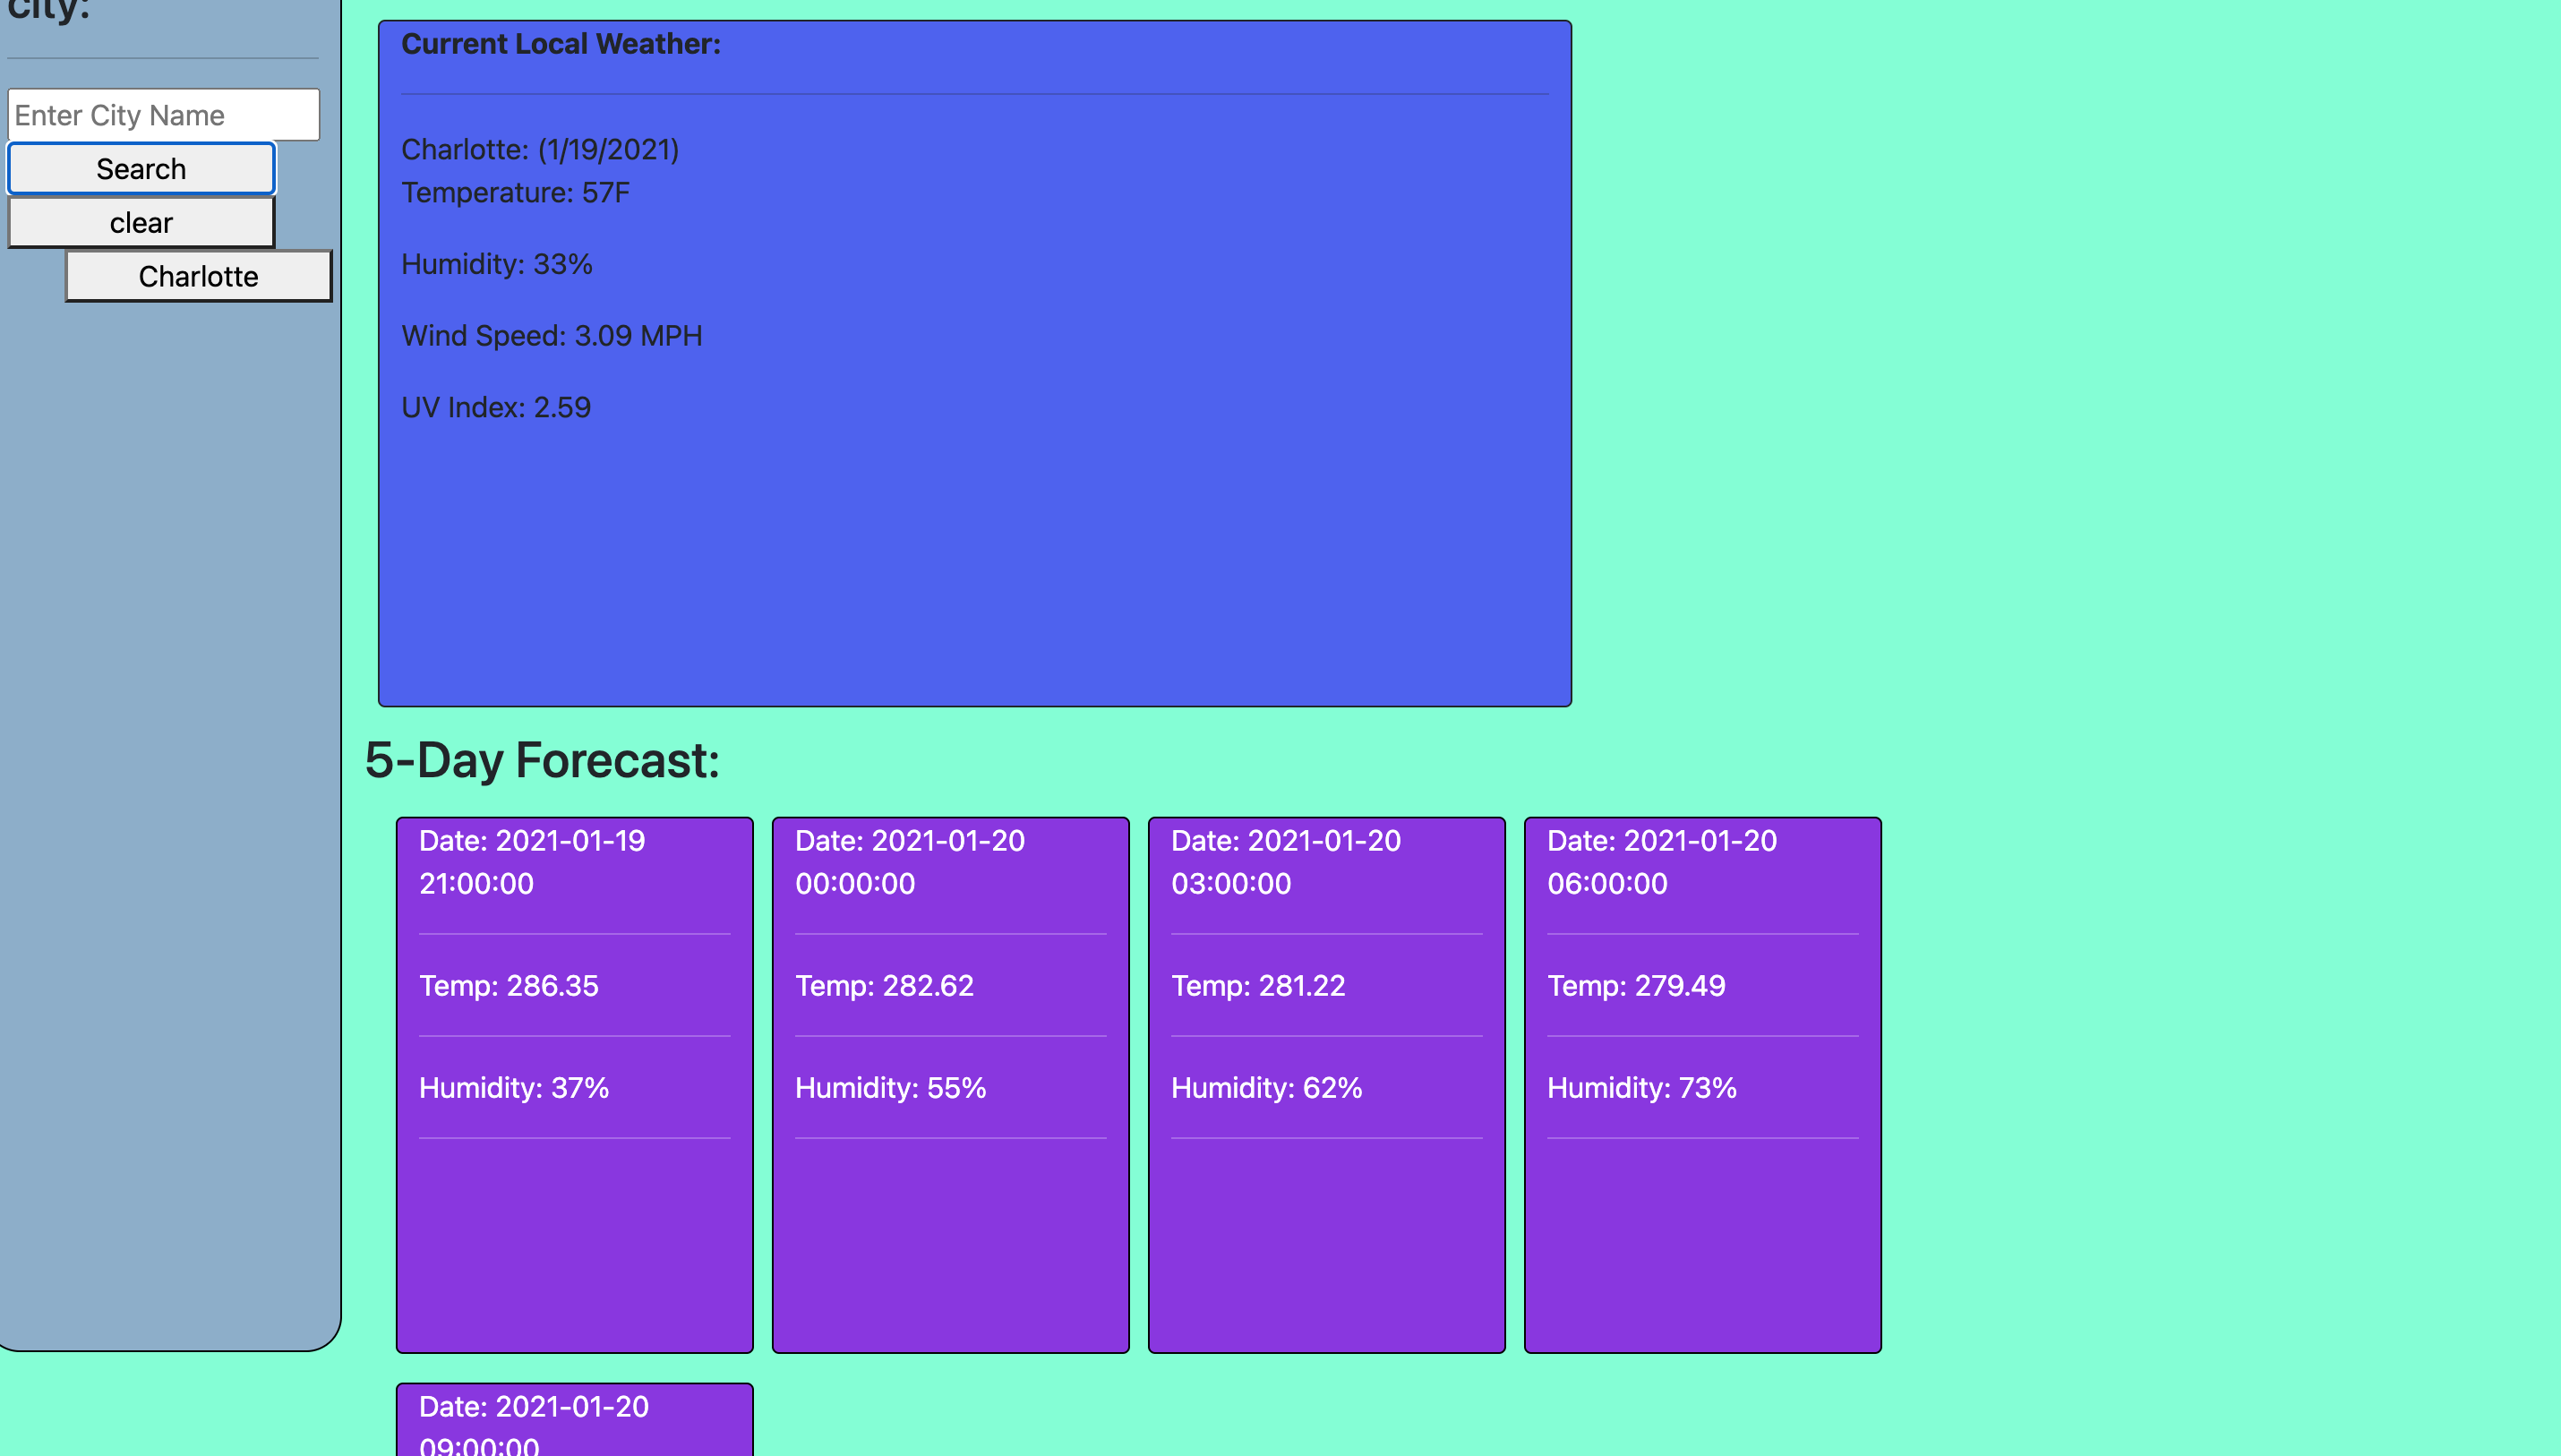 city:
Enter City Name
Search
clear
Charlotte
Current Local Weather:
Charlotte: (1/19/2021)
Temperature: 57F
Humidity: 33%
Wind Speed: 3.09 MPH
UV Index: 2.59
5-Day Forecast:
Date: 2021-01-19
21:00:00
Temp: 286.35
Humidity: 37%
Date: 2021-01-20
00:00:00
Temp: 282.62
Humidity: 55%
Date: 2021-01-20
03:00:00
Temp: 281.22
Humidity: 62%
Date: 2021-01-20
06:00:00
Temp: 279.49
Humidity: 73%
Date: 2021-01-20
09:00:00